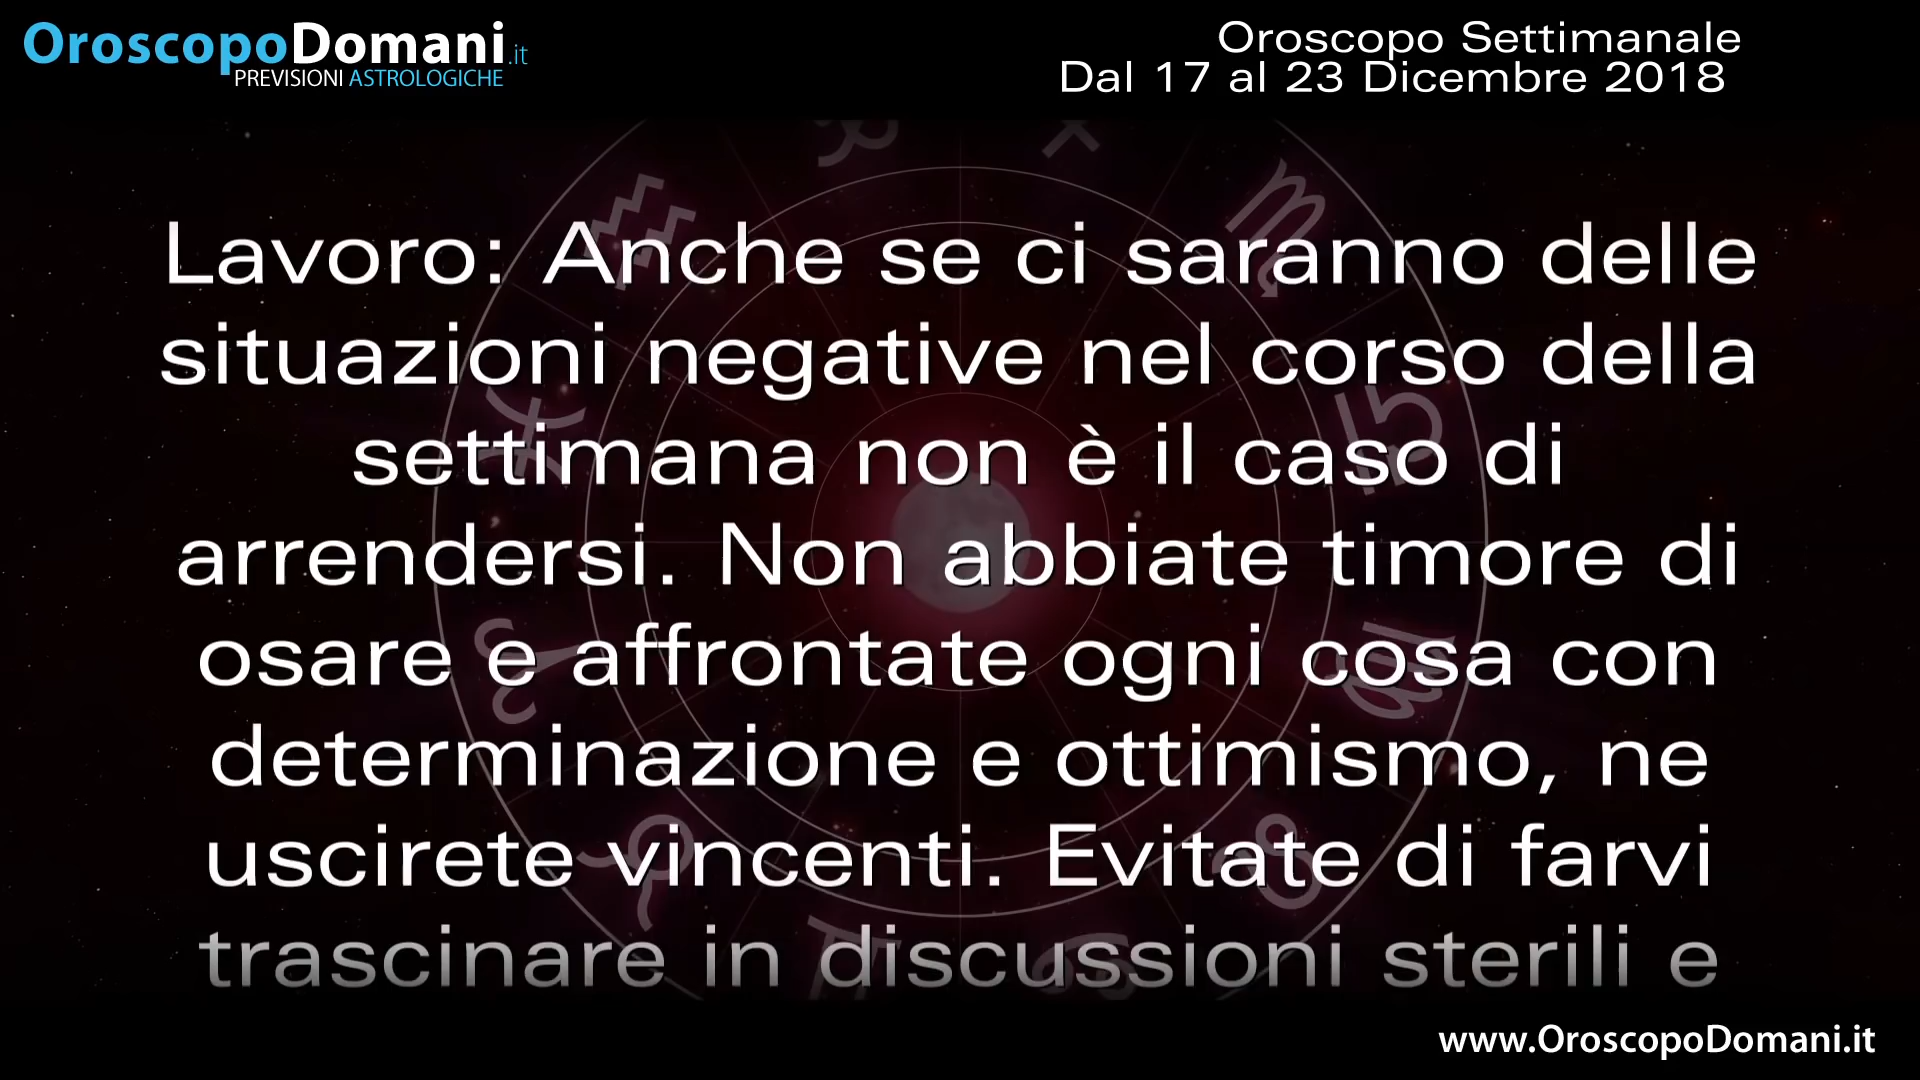 OroscopoDomani.it
PREVISIONI ASTROLOGICHE
Oroscopo Settimanale
Dal 17 al 23 Dicembre 2018
Lavoro: Anche se ci saranno delle
situazioni negative nel corso della
settimana non è il caso di
arrendersi. Non abbiate timore di
osare e affrontate ogni cosa con
determinazione e ottimismo, ne
uscirete vincenti. Evitate di farvi
trascinare in discussioni sterili e
www.OroscopoDomani.it